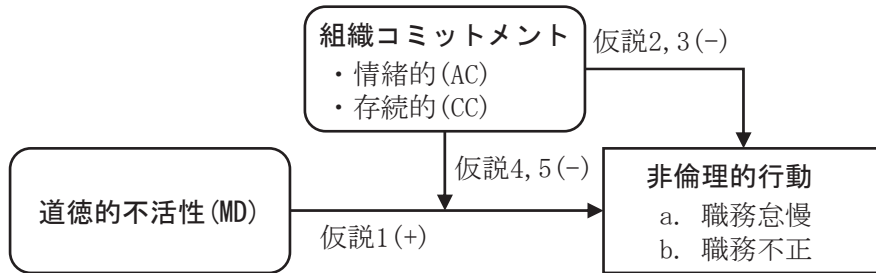 組織コミットメント
・情緒的(AC)
・存続的(CC)
仮説2,3(-)
仮説4,5(-)
道徳的不活性(MD)
仮説1(+)
非倫理的行動
a. 職務怠慢
b. 職務不正